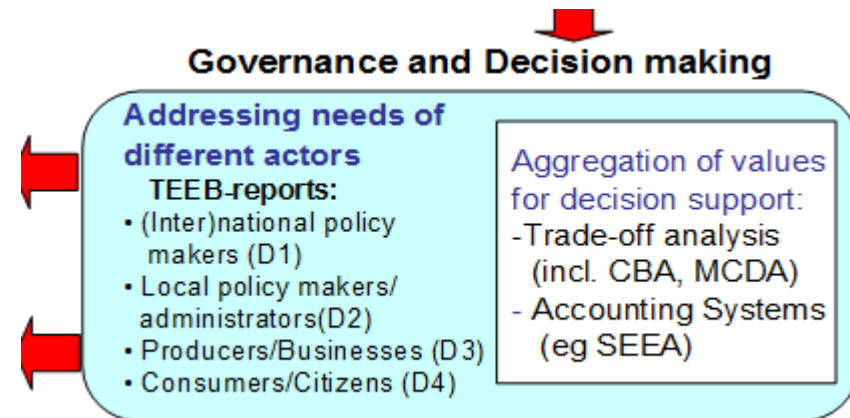 Governance and Decision making
Addressing needs of
different actors
TEEB-reports:
• (Inter)national policy
makers (D1)
• Local policy makers/
administrators(D2)
• Producers/Businesses (D3)
• Consumers/Citizens (D4)
Aggregation of values
for decision support:
-Trade-off analysis
(incl. CBA, MCDA)
- Accounting Systems
(eg SEEA)